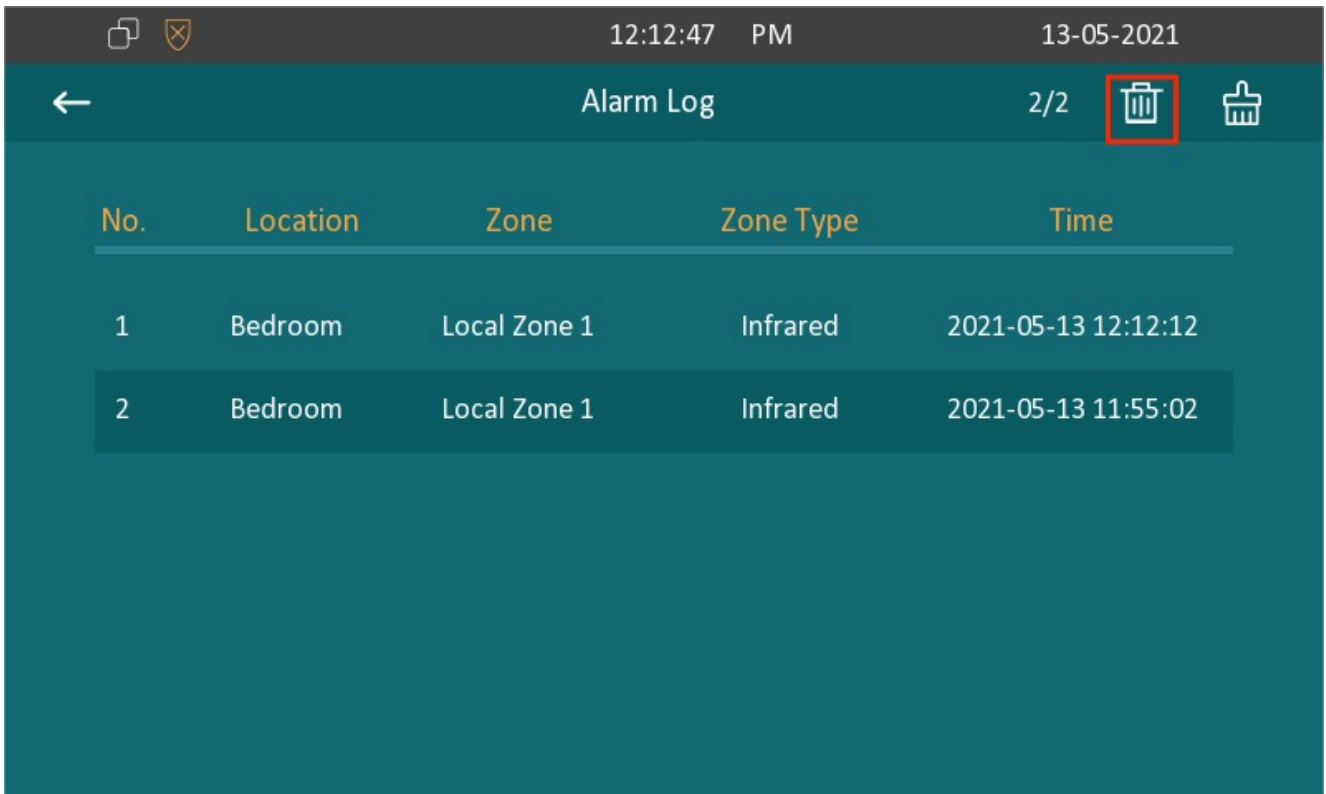 12:12:47 PM 13-05-2021
Alarm Log 2/2
No. Location Zone Zone Type Time
1 Bedroom Local Zone 1 Infrared 2021-05-13 12:12:12
2 Bedroom Local Zone 1 Infrared 2021-05-13 11:55:02